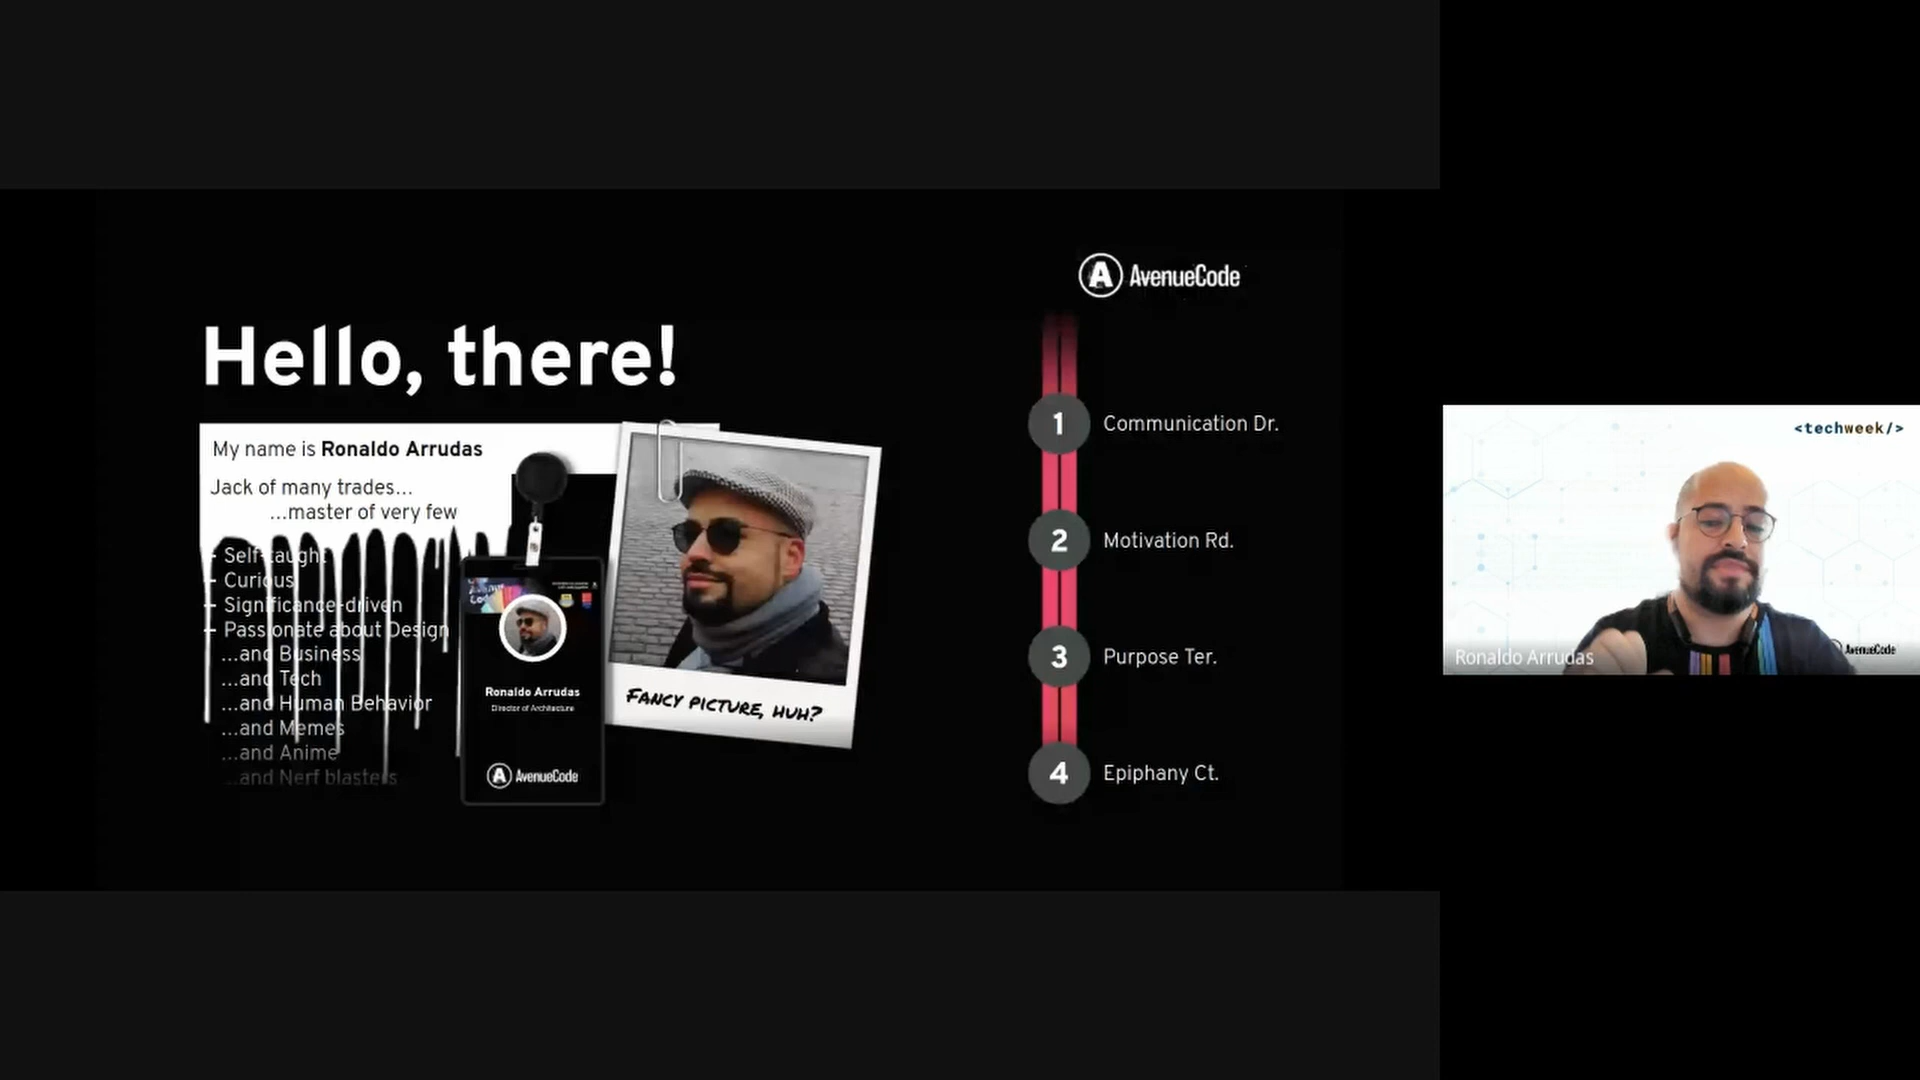 AvenueCode
Hello, there!
My name is Ronaldo Arrudas
Jack of many trades...
...master of very few
- Self-taught
- Curious
- Significance-driven
- Passionate about Design
...and Business
...and Tech
...and Human Behavior
...and Memes
...and Anime
...and Nerf blasters
Ronaldo Arrudas
Director of Architecture
AvenueCode
FANCY PICTURE, HUH?
1 Communication Dr.
2 Motivation Rd.
3 Purpose Ter.
4 Epiphany Ct.
<techweek/>
AvenueCode
Ronaldo Arrudas